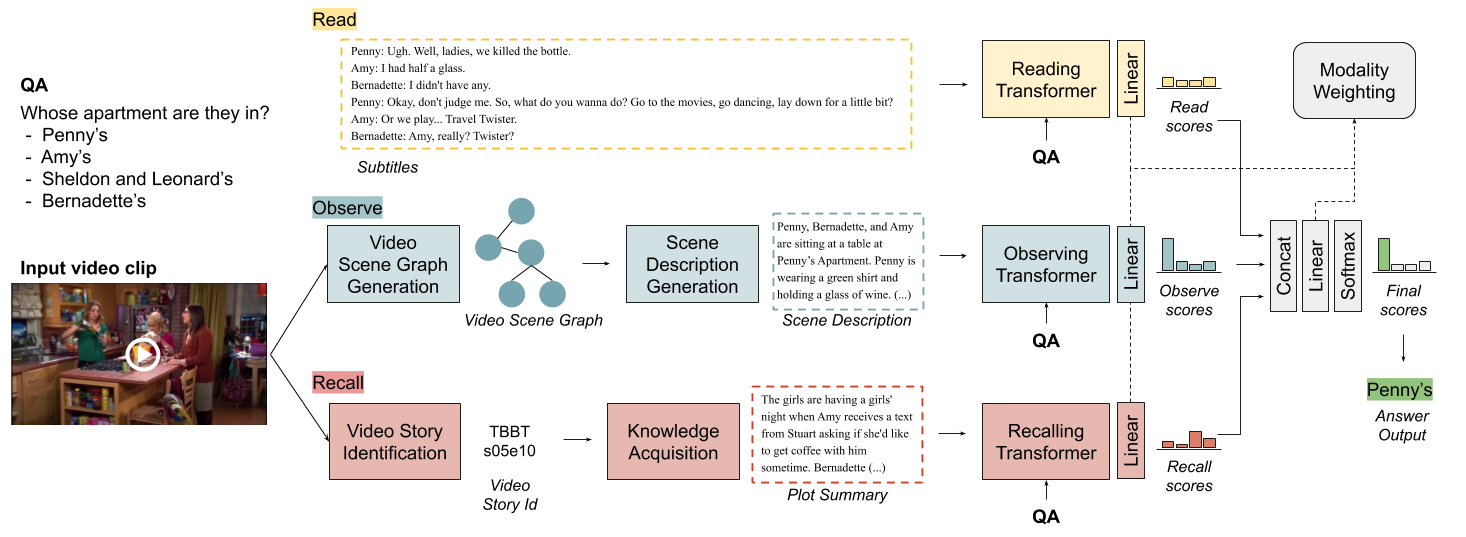 QA
Whose apartment are they in?
- Penny's
- Amy's
- Sheldon and Leonard's
- Bernadette's
Input video clip
Read
Penny: Ugh. Well, ladies, we killed the bottle.
Amy: I had half a glass.
Bernadette: I didn't have any.
Penny: Okay, don't judge me. So, what do you wanna do? Go to the movies, go dancing, lay down for a little bit?
Amy: Or we play... Travel Twister.
Bernadette: Amy, really? Twister?
Subtitles
Reading
Transformer
Linear
QA
Read
scores
Modality
Weighting
Observe
Video
Scene Graph
Generation
Video Scene Graph
Scene
Description
Generation
Penny, Bernadette, and Amy
are sitting at a table at
Penny's Apartment. Penny is
wearing a green shirt and
holding a glass of wine. (...)
Scene Description
Observing
Transformer
Linear
QA
Observe
scores
Concat
Linear
Softmax
Final
scores
Penny's
Answer
Output
Recall
Video Story
Identification
TBBT
s05e10
Video
Story Id
Knowledge
Acquisition
The girls are having a girls'
night when Amy receives a text
from Stuart asking if she'd like
to get coffee with him
sometime. Bernadette (...)
Plot Summary
Recalling
Transformer
Linear
QA
Recall
scores